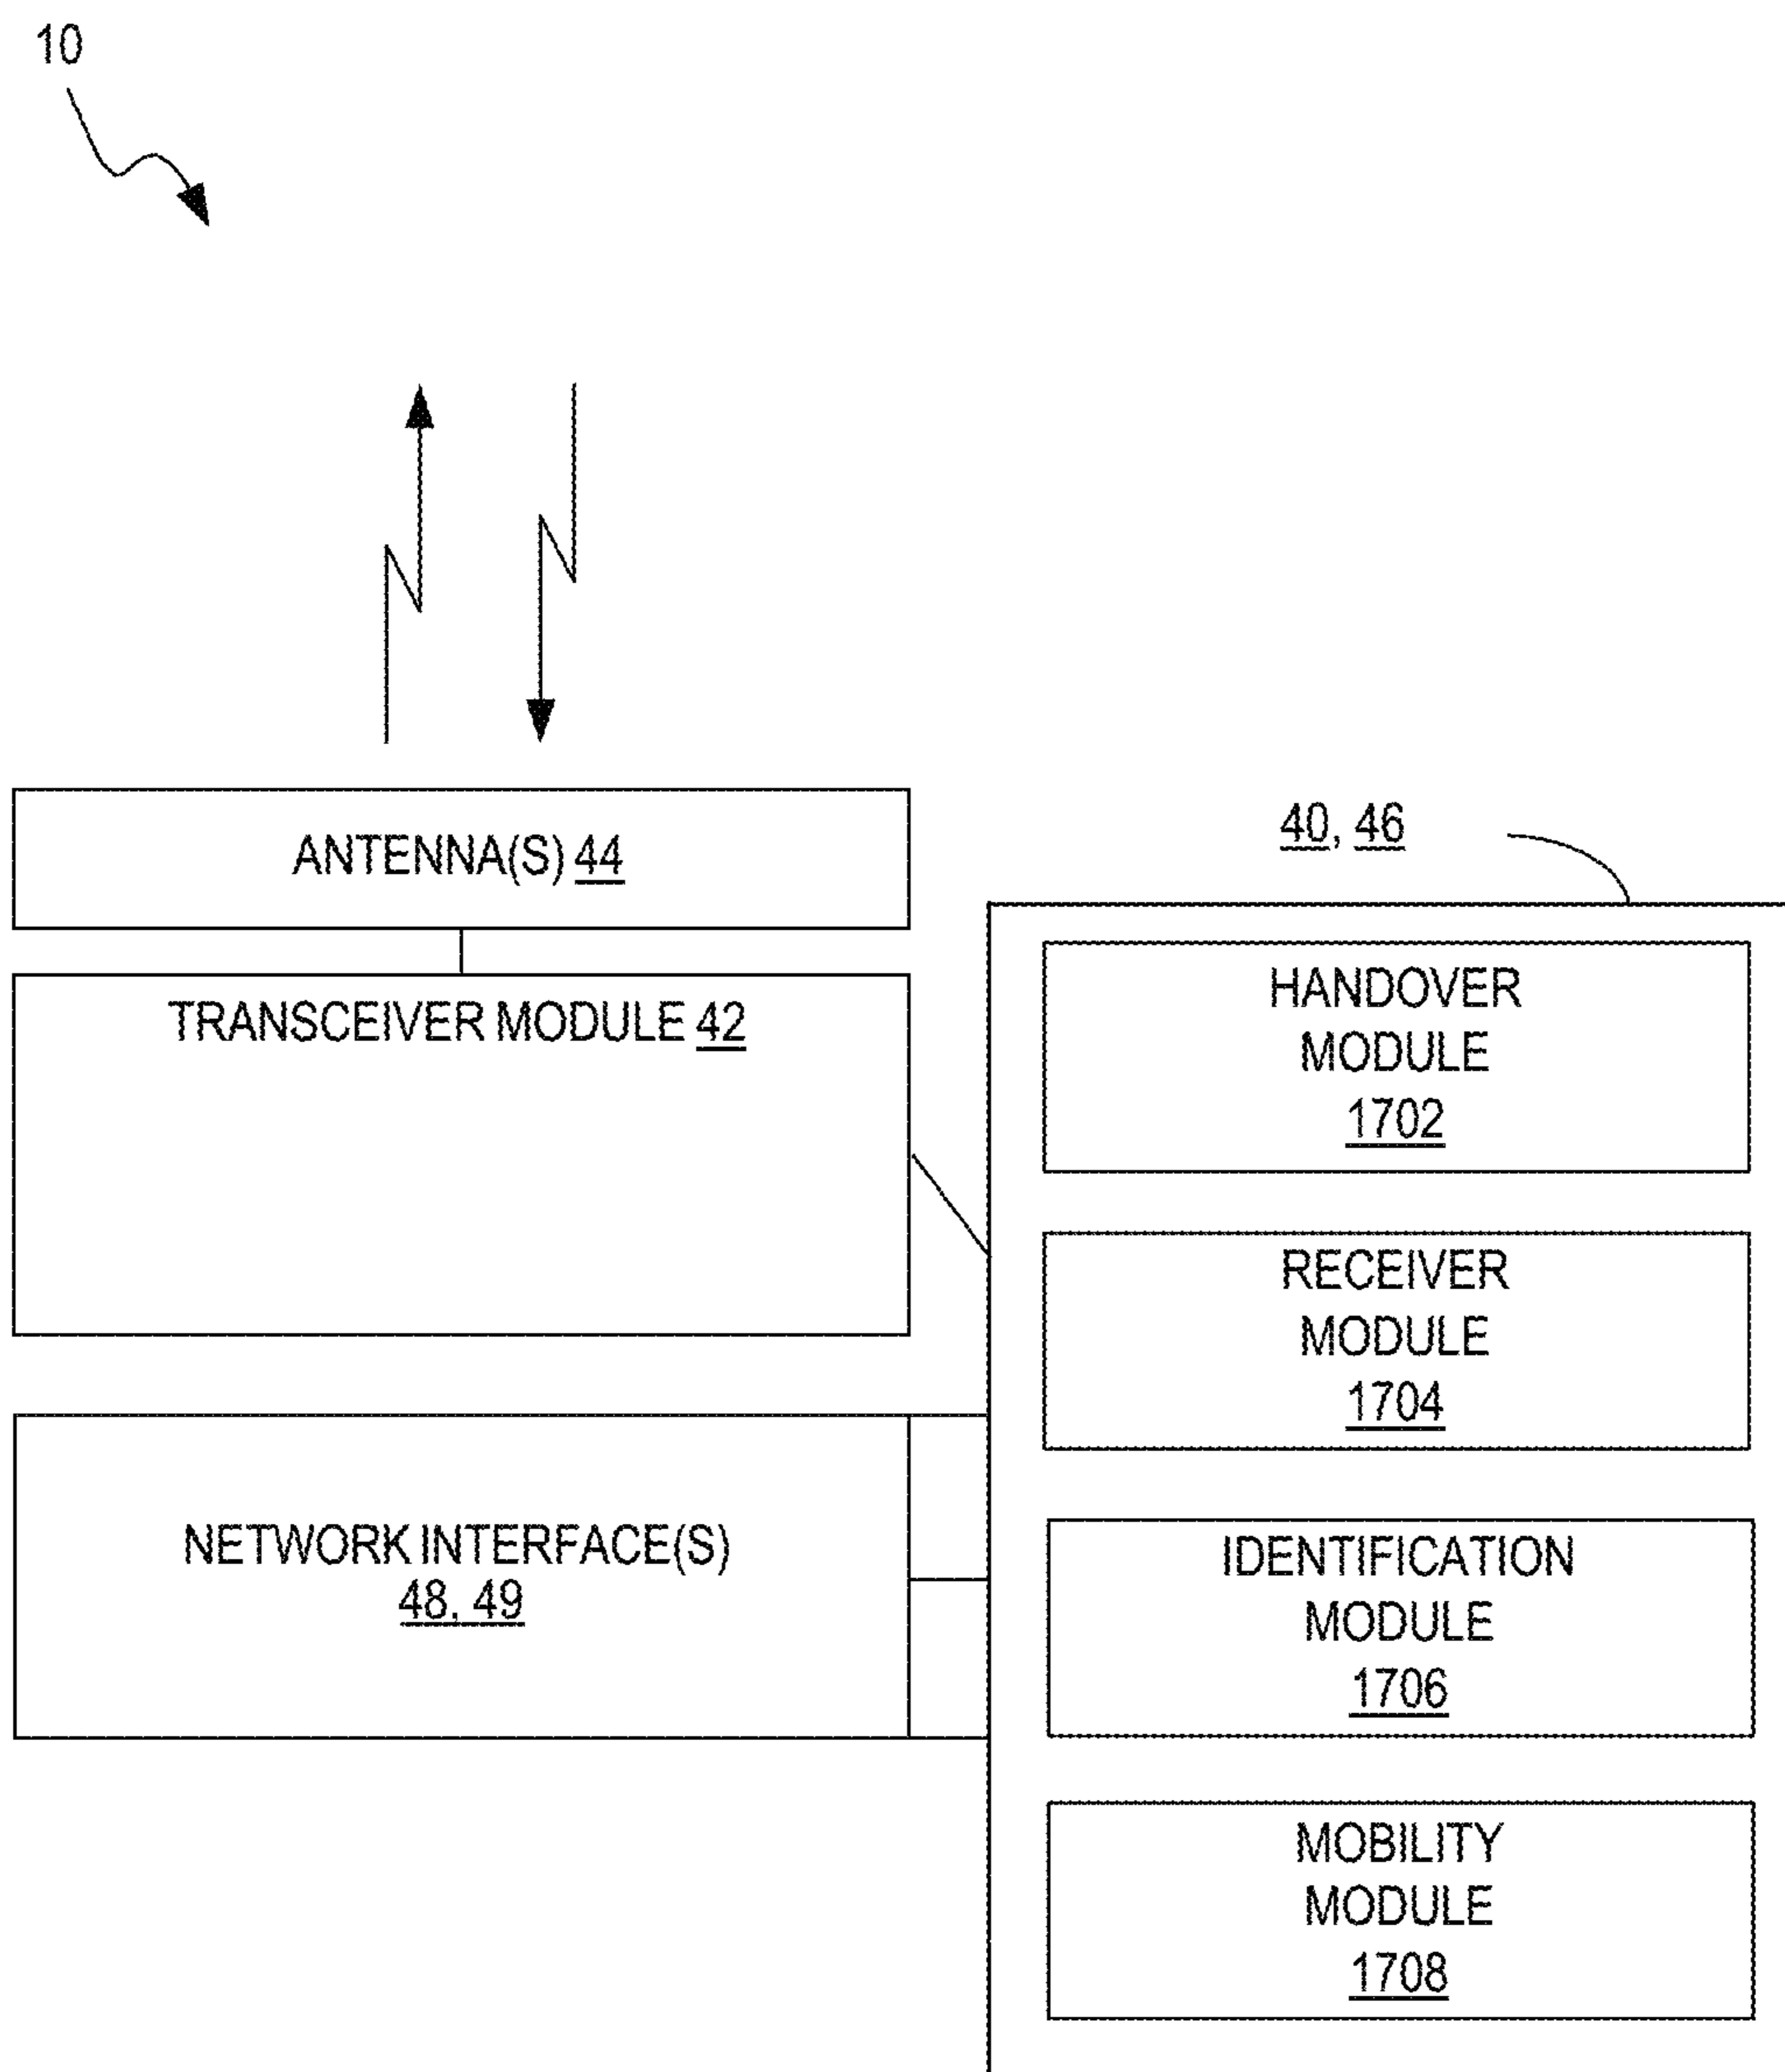 10
ANTENNA(S) 44
40, 46
TRANSCEIVER MODULE 42
HANDOVER
MODULE
1702
RECEIVER
MODULE
1704
NETWORK INTERFACE(S)
48, 49
IDENTIFICATION
MODULE
1706
MOBILITY
MODULE
1708